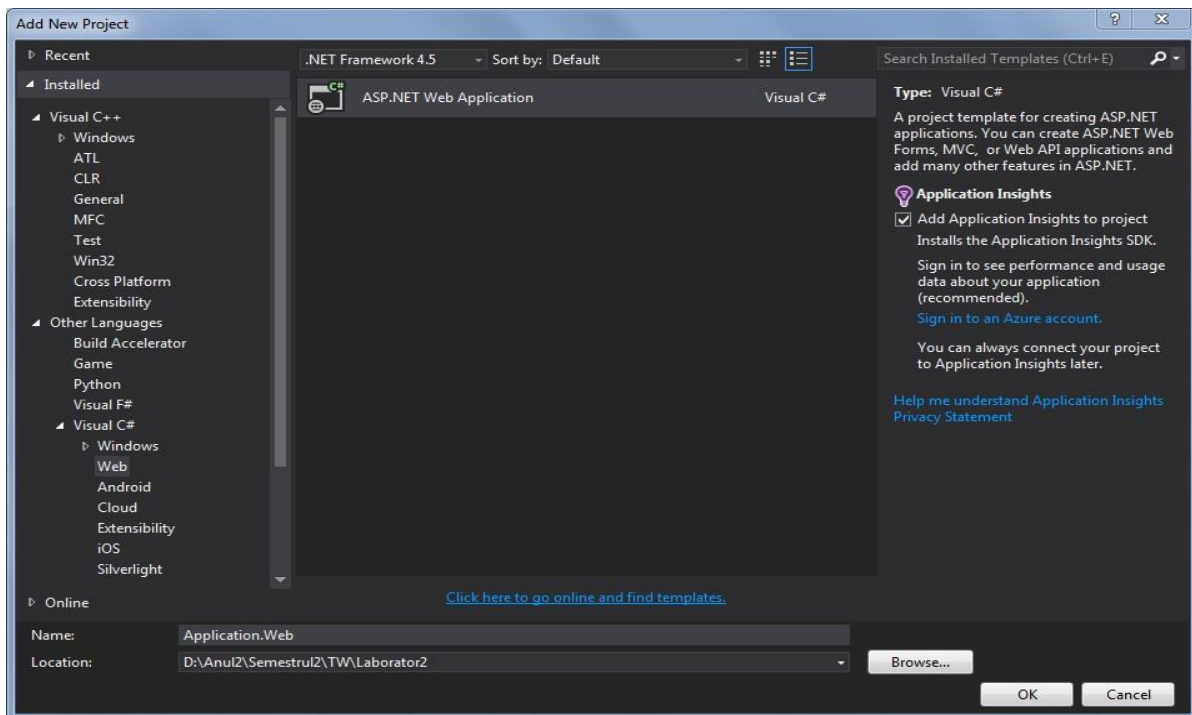 Add New Project
Recent
Installed
Visual C++
Windows
ATL
CLR
General
MFC
Test
Win32
Cross Platform
Extensibility
Other Languages
Build Accelerator
Game
Python
Visual F#
Visual C#
Windows
Web
Android
Cloud
Extensibility
iOS
Silverlight
Online
.NET Framework 4.5 Sort by: Default
C# ASP.NET Web Application Visual C#
Click here to go online and find templates.
Search Installed Templates (Ctrl+E)
Type: Visual C#
A project template for creating ASP.NET
applications. You can create ASP.NET Web
Forms, MVC, or Web API applications and
add many other features in ASP.NET.
Application Insights
Add Application Insights to project
Installs the Application Insights SDK.
Sign in to see performance and usage
data about your application
(recommended).
Sign in to an Azure account.
You can always connect your project
to Application Insights later.
Help me understand Application Insights
Privacy Statement
Name: Application.Web
Location: D:\Anul2\Semestrul2\TW\Laborator2 Browse...
OK Cancel